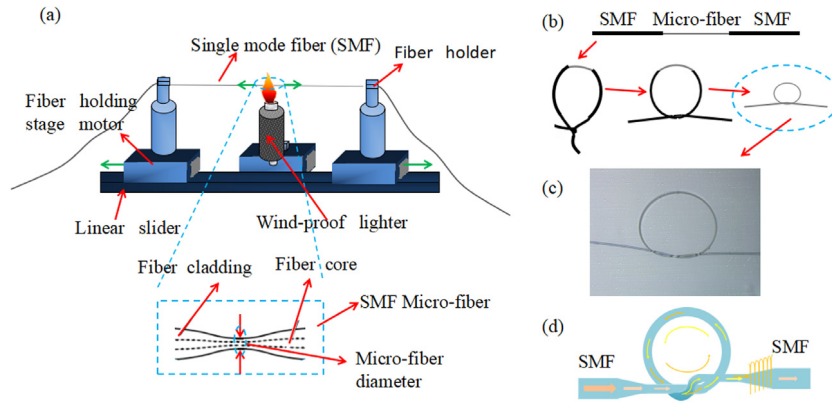 (a)
Single mode fiber (SMF)
Fiber holder
Fiber holding
stage motor
Linear slider
Wind-proof lighter
Fiber cladding
Fiber core
SMF Micro-fiber
Micro-fiber
diameter
(b)
SMF Micro-fiber SMF
(c)
(d)
SMF
SMF